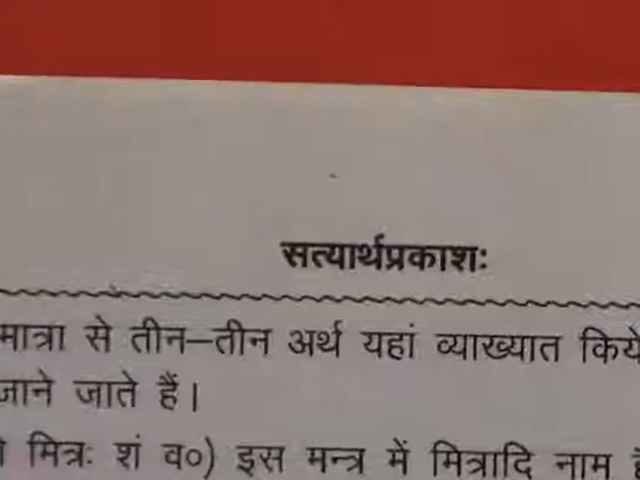 सत्यार्थप्रकाशः
मात्रा से तीन–तीन अर्थ यहां व्याख्यात किये
जाने जाते हैं।
मित्रः शं व०) इस मन्त्र में मित्रादि नाम